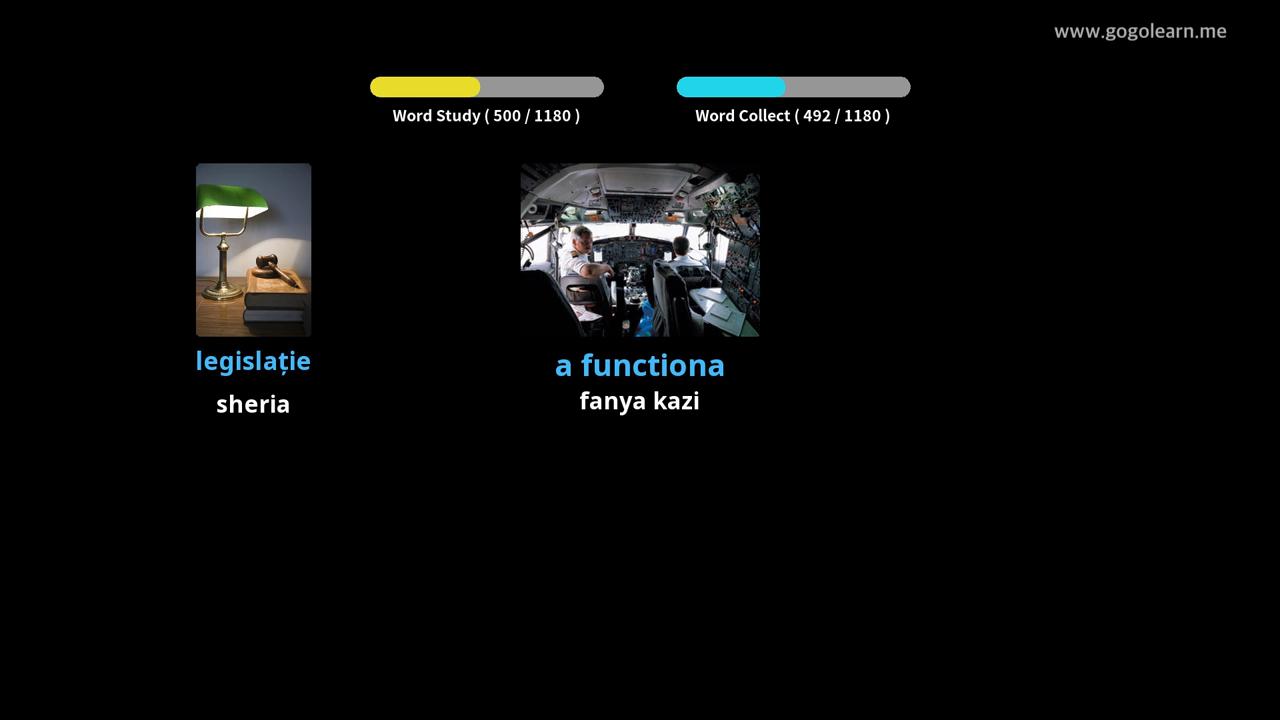 www.gogolearn.me
Word Study ( 500 / 1180 )
Word Collect ( 492 / 1180 )
legislație
sheria
a functiona
fanya kazi